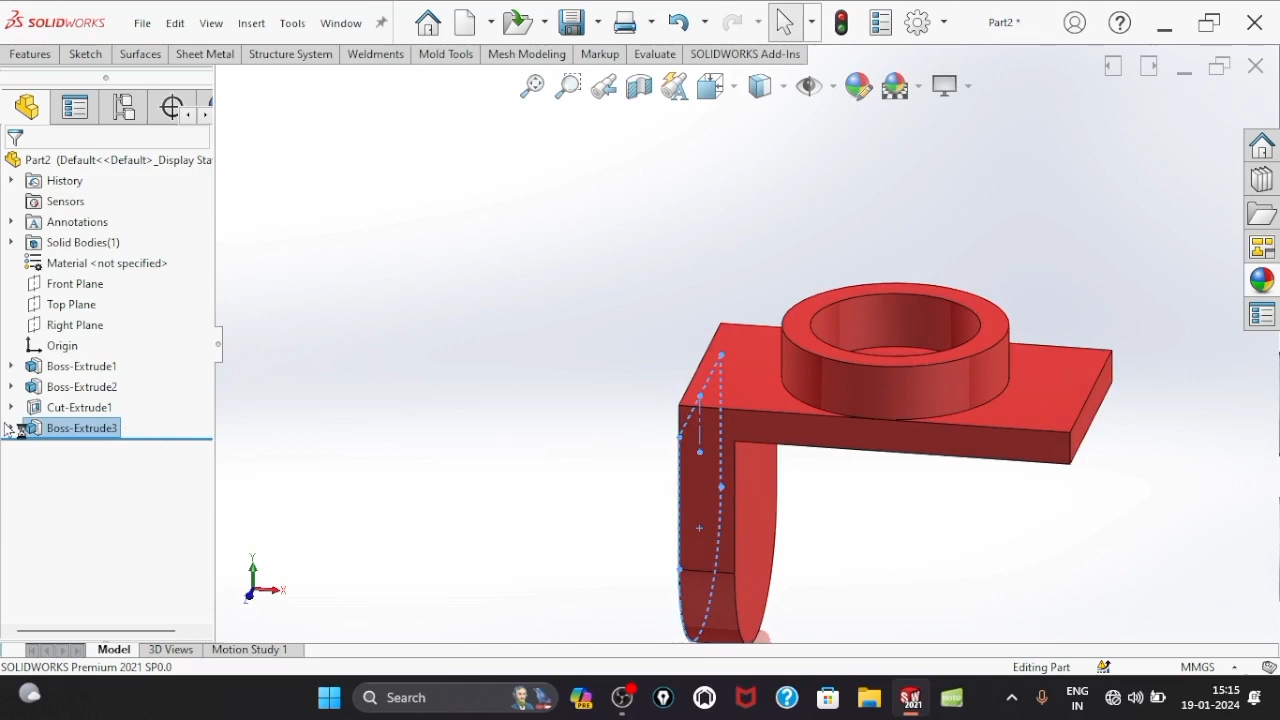 SOLIDWORKS File Edit View Insert Tools Window Part2 *
Features Sketch Surfaces Sheet Metal Structure System Weldments Mold Tools Mesh Modeling Markup Evaluate SOLIDWORKS Add-Ins
Part2 (Default<<Default>_Display Sta
History
Sensors
Annotations
Solid Bodies(1)
Material <not specified>
Front Plane
Top Plane
Right Plane
Origin
Boss-Extrude1
Boss-Extrude2
Cut-Extrude1
Boss-Extrude3
Y
X
Z
Model 3D Views Motion Study 1
SOLIDWORKS Premium 2021 SP0.0 Editing Part MMGS
Search ENG 15:15
IN 19-01-2024